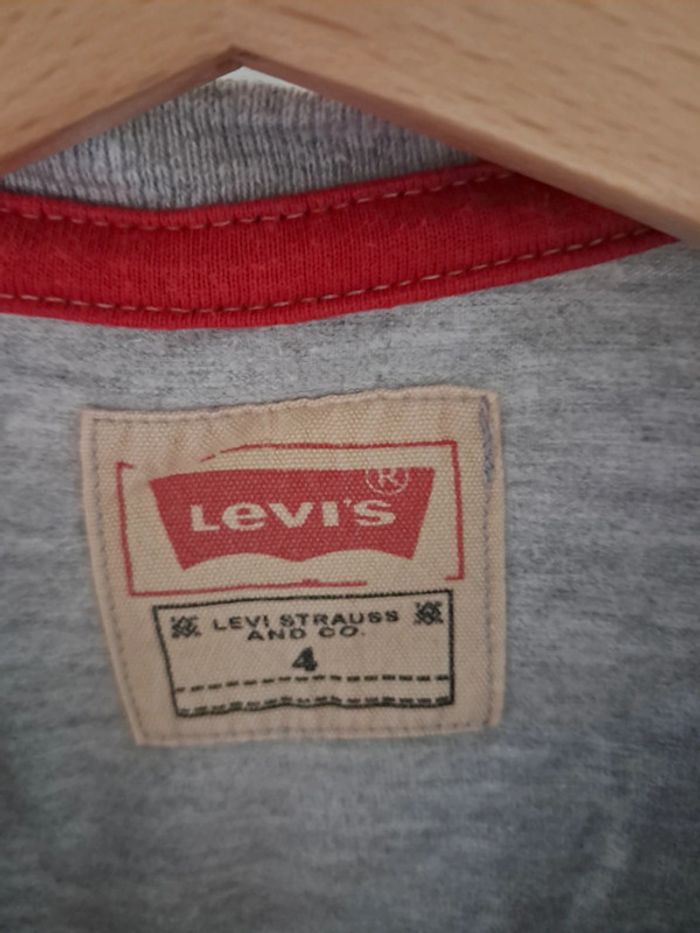 LEVI'S ®
LEVI STRAUSS
AND CO.
4